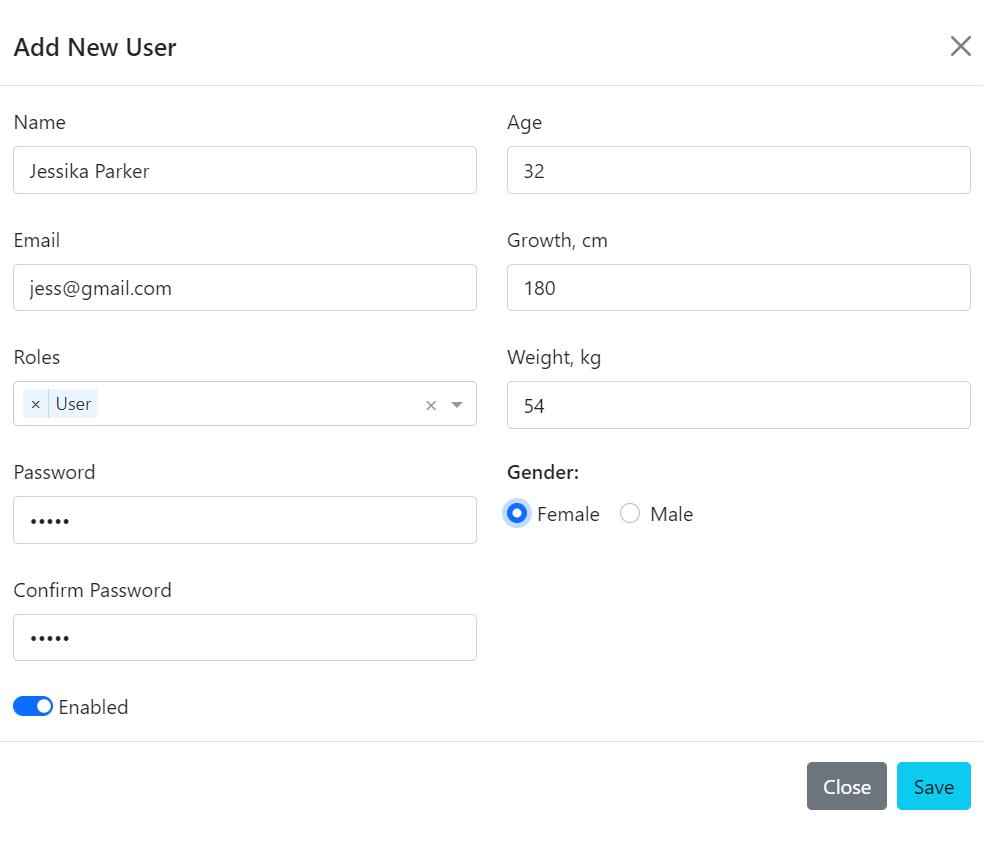 Add New User
Name
Jessika Parker
Age
32
Email
jess@gmail.com
Growth, cm
180
Roles
× User
Weight, kg
54
Password
•••••
Gender:
Female
Male
Confirm Password
•••••
Enabled
Close
Save